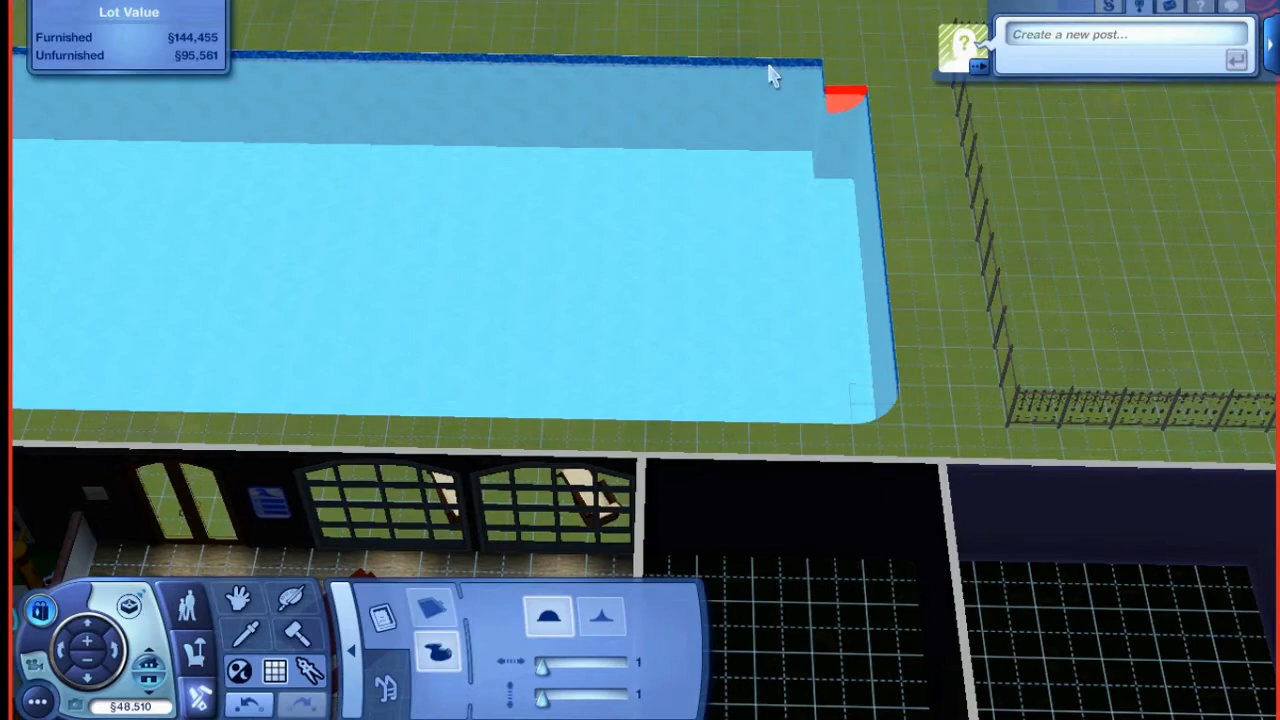 Lot Value
Furnished §144,455
Unfurnished §95,561
S ?
?
Create a new post...
1
1
§48.510